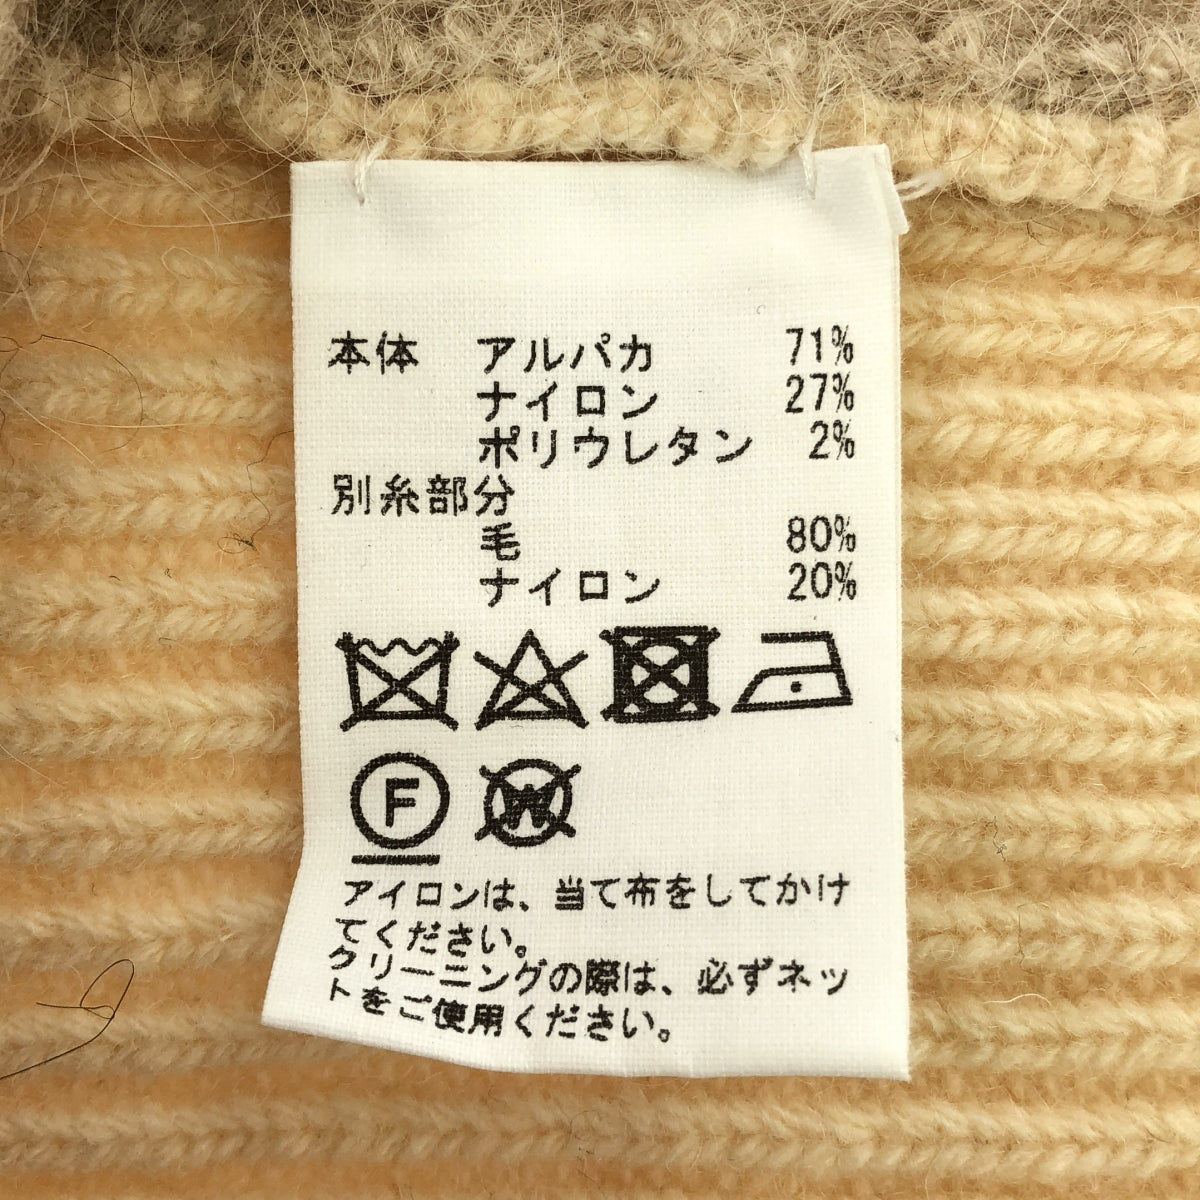 本体 アルパカ 71%
ナイロン 27%
ポリウレタン 2%
別糸部分
毛 80%
ナイロン 20%
F W
アイロンは、当て布をしてかけ
てください。
クリーニングの際は、必ずネッ
トをご使用ください。